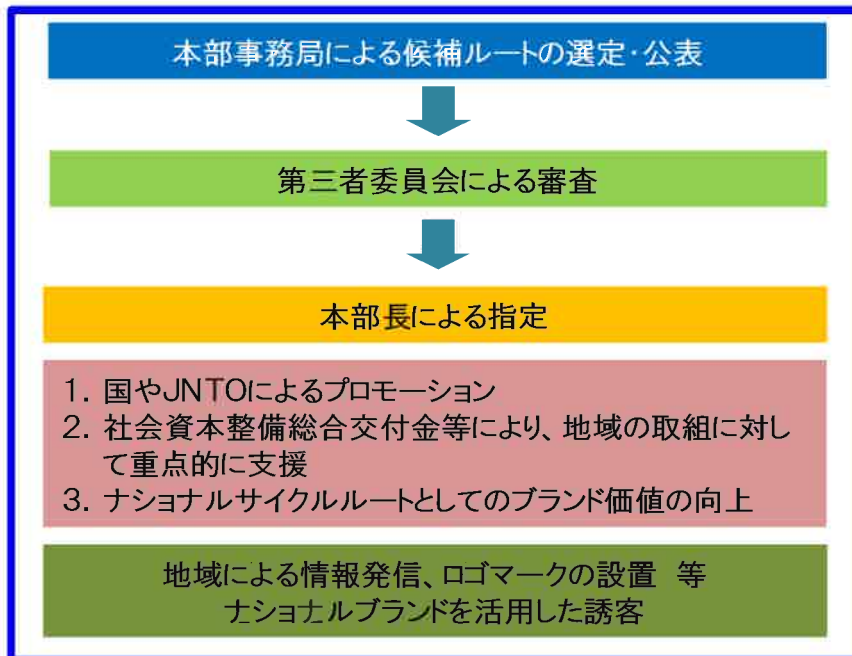 本部事務局による候補ルートの選定・公表
第三者委員会による審査
本部長による指定
1. 国やJNTOによるプロモーション
2. 社会資本整備総合交付金等により、地域の取組に対し
て重点的に支援
3. ナショナルサイクルルートとしてのブランド価値の向上
地域による情報発信、ロゴマークの設置 等
ナショナルブランドを活用した誘客